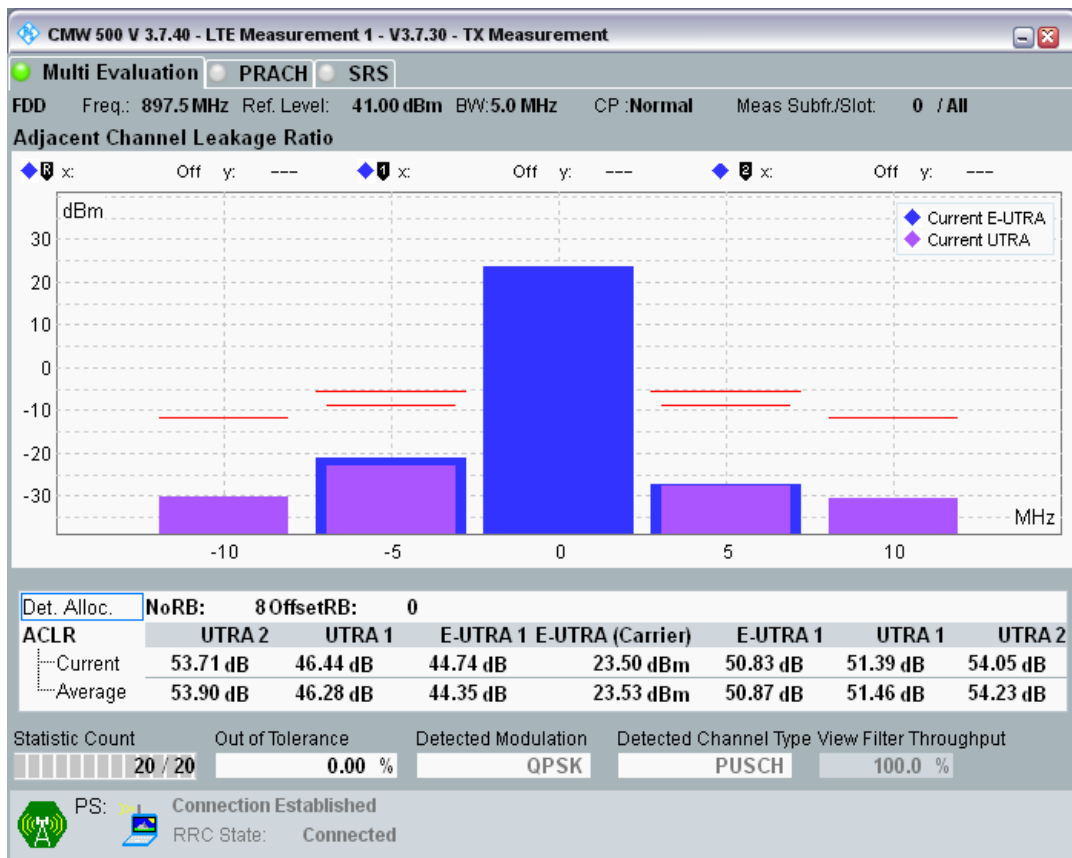 CMW 500 V 3.7.40 - LTE Measurement 1 - V3.7.30 - TX Measurement
Multi Evaluation PRACH SRS
FDD Freq.: 897.5 MHz Ref. Level: 41.00 dBm BW:5.0 MHz CP :Normal Meas Subfr./Slot: 0 / All
Adjacent Channel Leakage Ratio
R x: Off y: --- 1 x: Off y: --- 2 x: Off y: ---
dBm
Current E-UTRA
Current UTRA
30
20
10
0
-10
-20
-30
MHz
-10 -5 0 5 10
Det. Alloc. NoRB: 8 OffsetRB: 0
ACLR UTRA 2 UTRA 1 E-UTRA 1 E-UTRA (Carrier) E-UTRA 1 UTRA 1 UTRA 2
Current 53.71 dB 46.44 dB 44.74 dB 23.50 dBm 50.83 dB 51.39 dB 54.05 dB
Average 53.90 dB 46.28 dB 44.35 dB 23.53 dBm 50.87 dB 51.46 dB 54.23 dB
Statistic Count Out of Tolerance Detected Modulation Detected Channel Type View Filter Throughput
20 / 20 0.00 % QPSK PUSCH 100.0 %
PS: Connection Established
RRC State: Connected